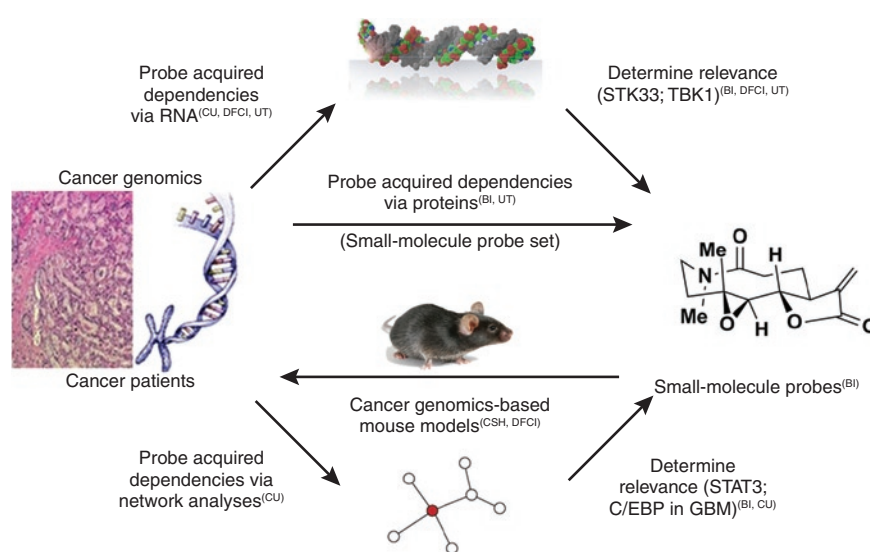 Probe acquired
dependencies
via RNA(CU, DFCI, UT)
Determine relevance
(STK33; TBK1)(BI, DFCI, UT)
Cancer genomics
Probe acquired dependencies
via proteins(BI, UT)
(Small-molecule probe set)
Me
O
H
N
Me
O
H
O
O
Cancer patients
Small-molecule probes(BI)
Cancer genomics-based
mouse models(CSH, DFCI)
Probe acquired
dependencies via
network analyses(CU)
Determine
relevance (STAT3;
C/EBP in GBM)(BI, CU)